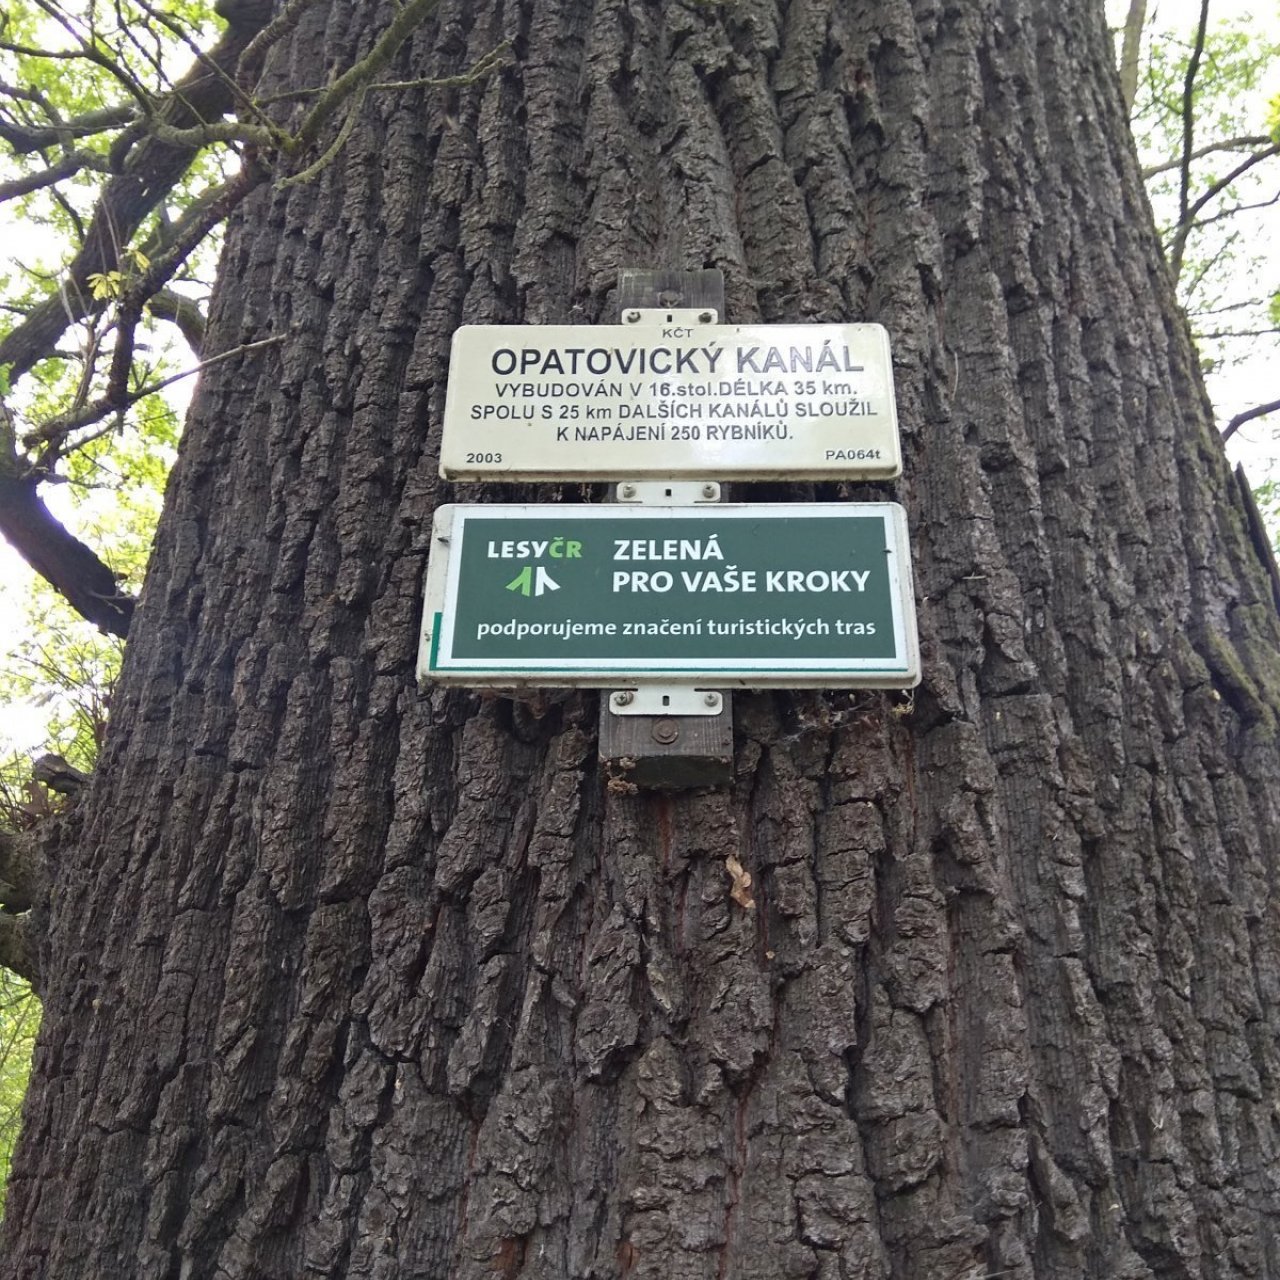 KČT
OPATOVICKÝ KANÁL
VYBUDOVÁN V 16.stol.DÉLKA 35 km.
SPOLU S 25 km DALŠÍCH KANÁLŮ SLOUŽIL
K NAPÁJENÍ 250 RYBNÍKŮ.
2003 PA064t
LESYČR
ZELENÁ
PRO VAŠE KROKY
podporujeme značení turistických tras